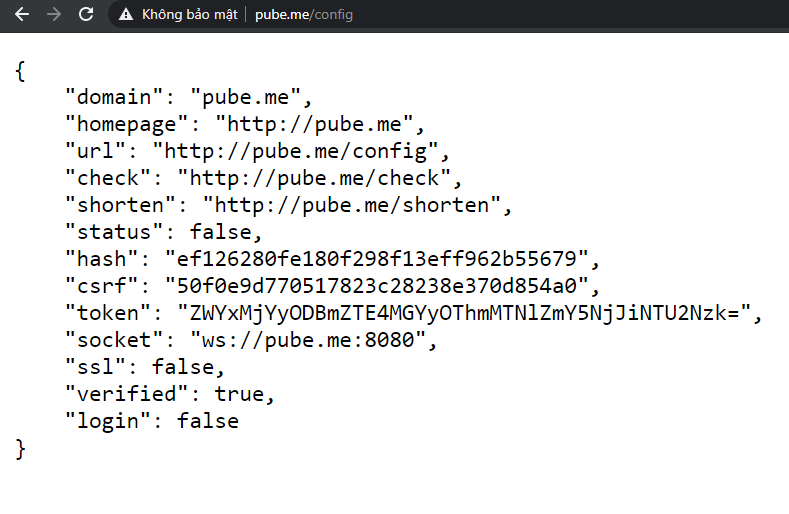 Không bảo mật pube.me/config
{
"domain": "pube.me",
"homepage": "http://pube.me",
"url": "http://pube.me/config",
"check": "http://pube.me/check",
"shorten": "http://pube.me/shorten",
"status": false,
"hash": "ef126280fe180f298f13eff962b55679",
"csrf": "50f0e9d770517823c28238e370d854a0",
"token": "ZWYxMjYyODBmZTE4MGYyOThmMTNlZmY5NjJiNTU2Nzk=",
"socket": "ws://pube.me:8080",
"ssl": false,
"verified": true,
"login": false
}